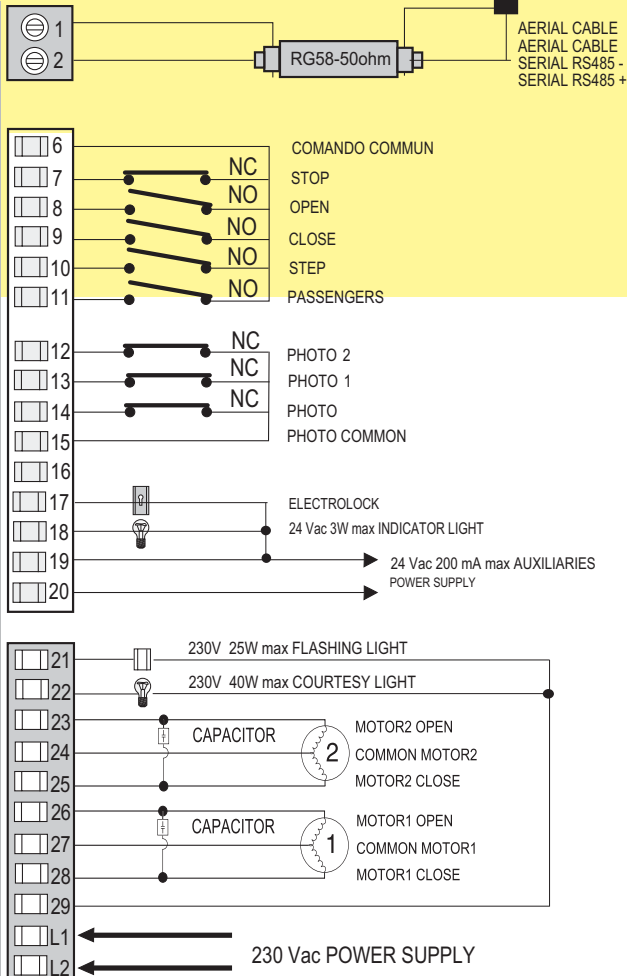 1 AERIAL CABLE
2 RG58-50ohm AERIAL CABLE
SERIAL RS485 -
SERIAL RS485 +
6 COMANDO COMMUN
7 NC STOP
8 NO OPEN
9 NO CLOSE
10 NO STEP
11 NO PASSENGERS
12 NC PHOTO 2
13 NC PHOTO 1
14 NC PHOTO
15 PHOTO COMMON
16
17 ELECTROLOCK
18 24 Vac 3W max INDICATOR LIGHT
19 24 Vac 200 mA max AUXILIARIES
20 POWER SUPPLY
21 230V 25W max FLASHING LIGHT
22 230V 40W max COURTESY LIGHT
23 CAPACITOR MOTOR2 OPEN
24 2 COMMON MOTOR2
25 MOTOR2 CLOSE
26 CAPACITOR MOTOR1 OPEN
27 1 COMMON MOTOR1
28 MOTOR1 CLOSE
29
L1 230 Vac POWER SUPPLY
L2